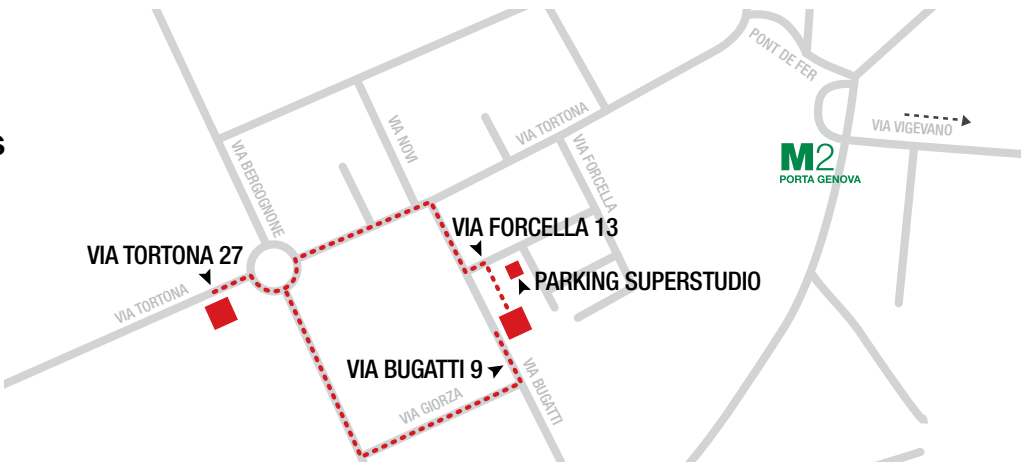 PONT DE FER
VIA VIGEVANO
VIA TORTONA
VIA NOVI
VIA BERGOGNONE
VIA FORCELLA
M2
PORTA GENOVA
S
VIA FORCELLA 13
VIA TORTONA 27
PARKING SUPERSTUDIO
VIA TORTONA
VIA BUGATTI 9
VIA BUGATTI
VIA GIORZA